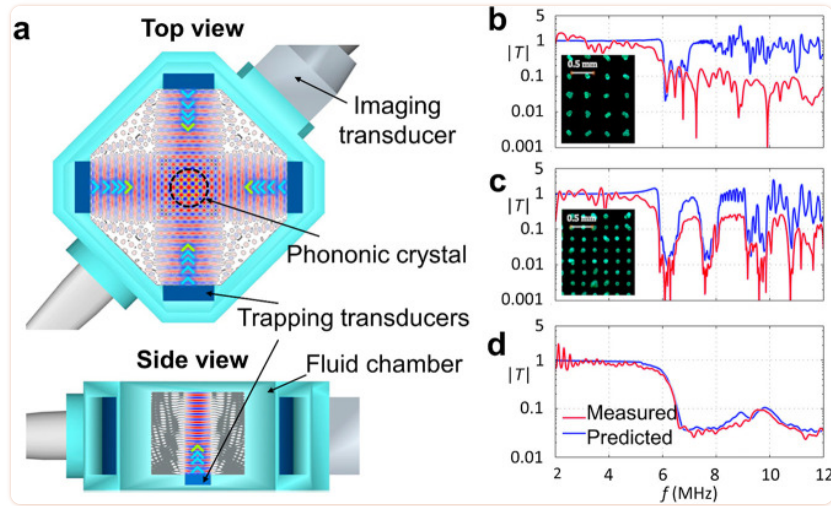 a
Top view
Imaging
transducer
Phononic crystal
Trapping transducers
Side view
Fluid chamber
b
|T|
5
1
0.1
0.01
0.001
0.5 mm
c
|T|
5
1
0.1
0.01
0.001
0.5 mm
d
|T|
5
1
0.1
0.01
Measured
Predicted
2 4 6 8 10 12
f (MHz)